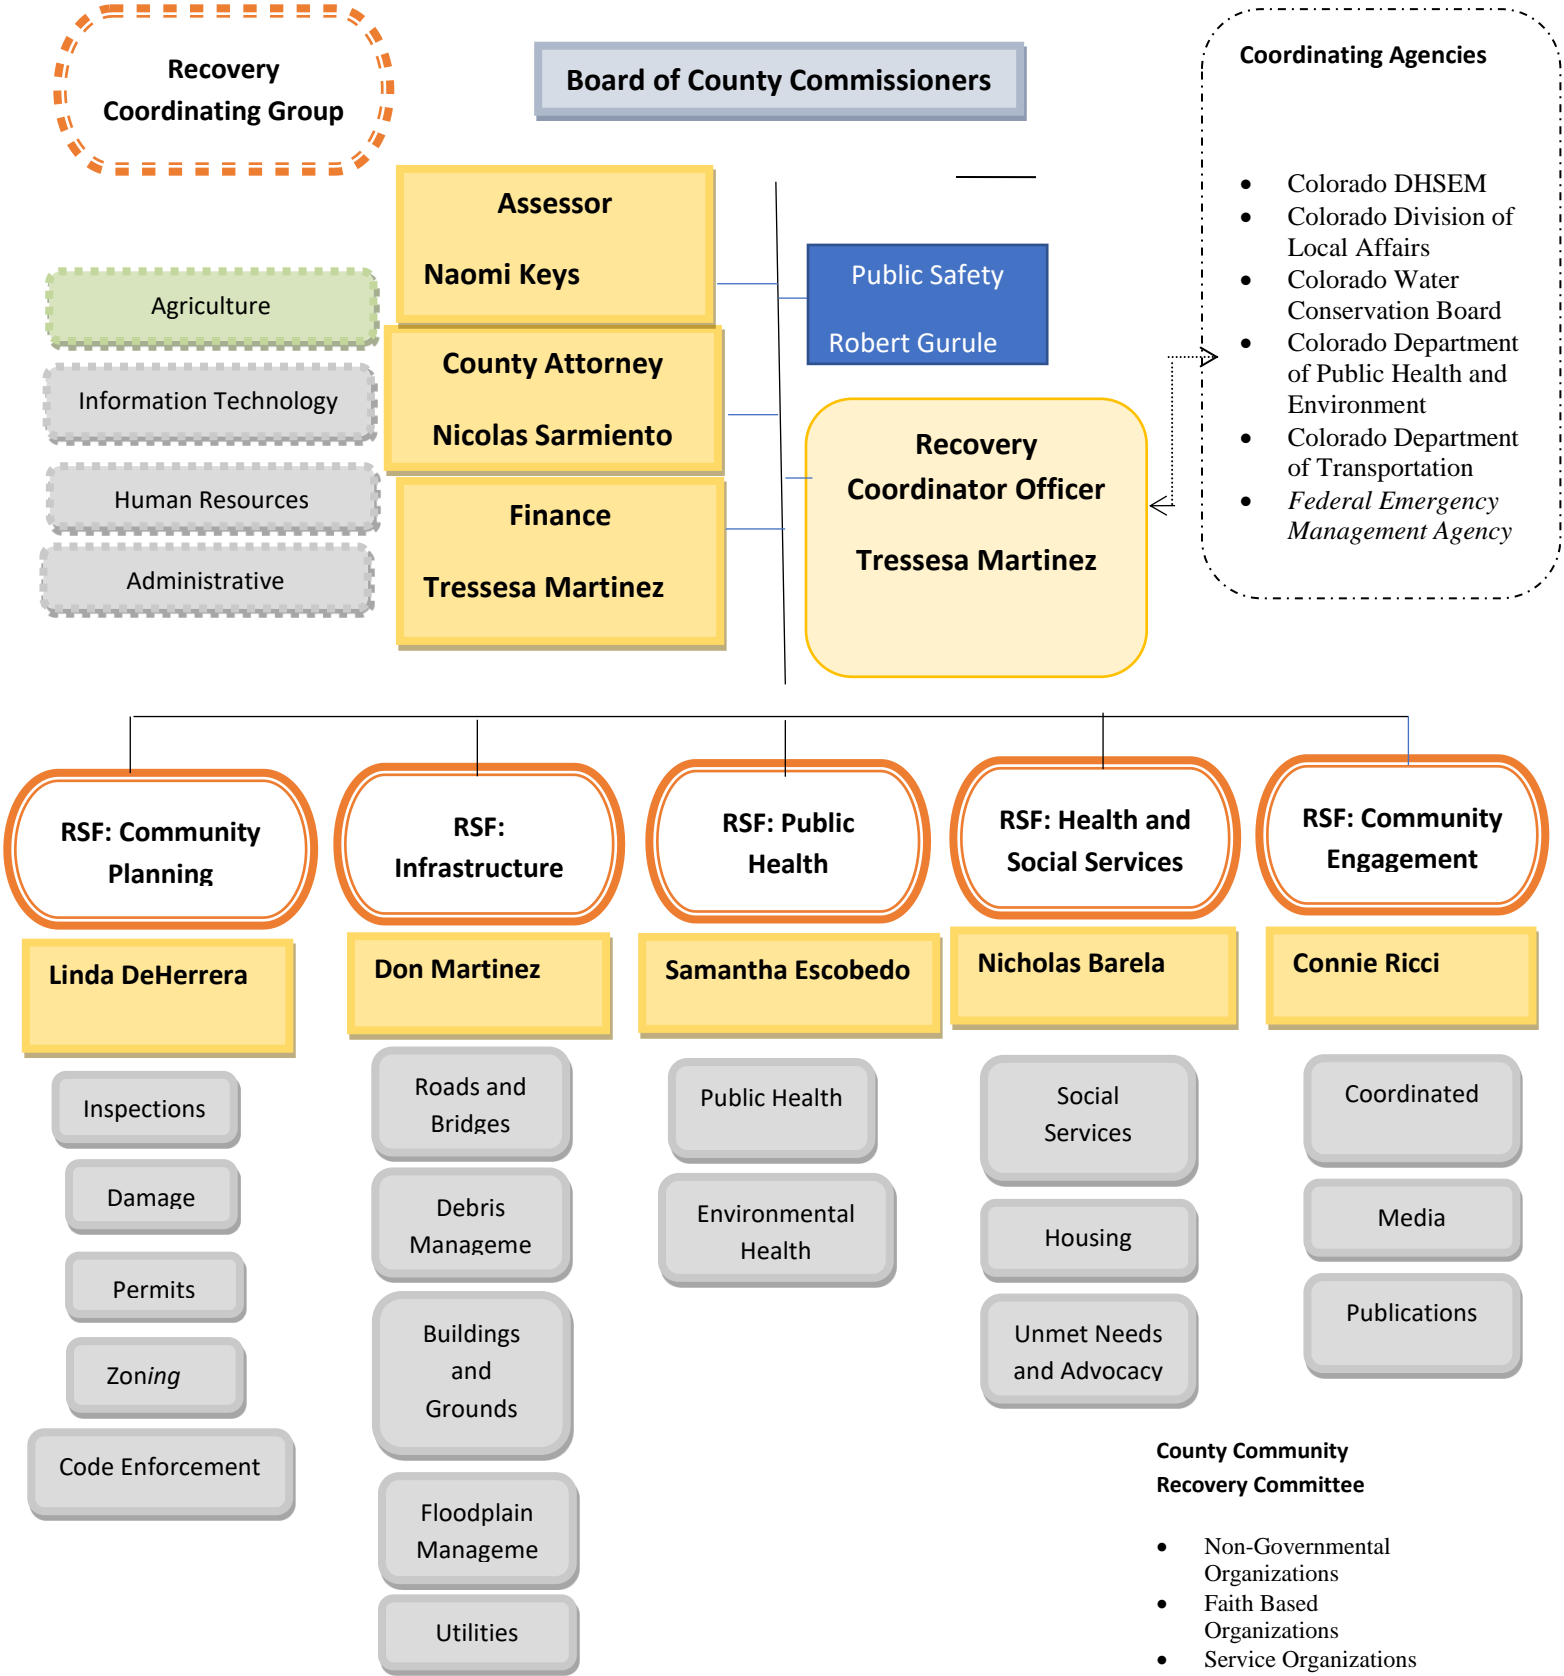 Recovery
Coordinating Group
Board of County Commissioners
Coordinating Agencies
• Colorado DHSEM
• Colorado Division of
Local Affairs
• Colorado Water
Conservation Board
• Colorado Department
of Public Health and
Environment
• Colorado Department
of Transportation
• Federal Emergency
Management Agency
Agriculture
Information Technology
Human Resources
Administrative
Assessor
Naomi Keys
County Attorney
Nicolas Sarmiento
Finance
Tressesa Martinez
Public Safety
Robert Gurule
Recovery
Coordinator Officer
Tressesa Martinez
RSF: Community
Planning
Linda DeHerrera
Inspections
Damage
Permits
Zoning
Code Enforcement
RSF:
Infrastructure
Don Martinez
Roads and
Bridges
Debris
Manageme
Buildings
and
Grounds
Floodplain
Manageme
Utilities
RSF: Public
Health
Samantha Escobedo
Public Health
Environmental
Health
RSF: Health and
Social Services
Nicholas Barela
Social
Services
Housing
Unmet Needs
and Advocacy
RSF: Community
Engagement
Connie Ricci
Coordinated
Media
Publications
County Community
Recovery Committee
• Non-Governmental
Organizations
• Faith Based
Organizations
• Service Organizations